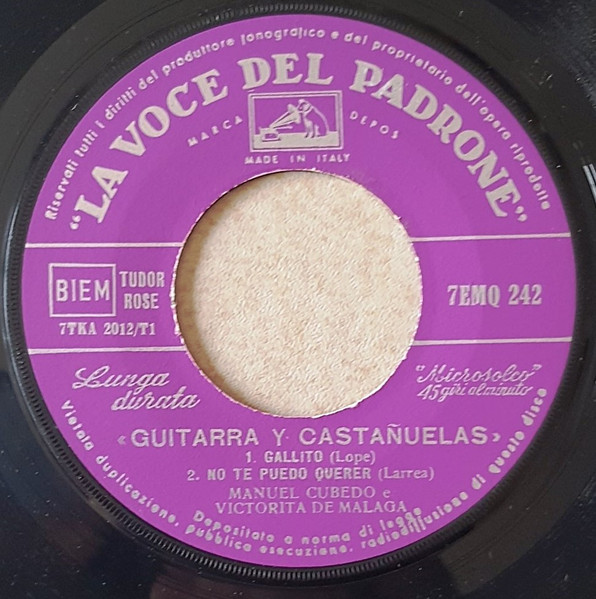 Riservati tutti i diritti del produttore fonografico e del proprietario dell'opera riprodotta
"LA VOCE DEL PADRONE"
MARCA DEPOS
MADE IN ITALY
BIEM
TUDOR
ROSE
7TKA 2012/T1
7EMQ 242
Lunga
durata
"Microsolco"
45 giri al minuto
«GUITARRA Y CASTAÑUELAS»
1. GALLITO (Lope)
2. NO TE PUEDO QVERER (Larrea)
MANUEL CUBEDO e
VICTORITA DE MALAGA
Depositato a norma di legge
Vietata duplicazione, pubblica esecuzione, radiodiffusione di questo disco